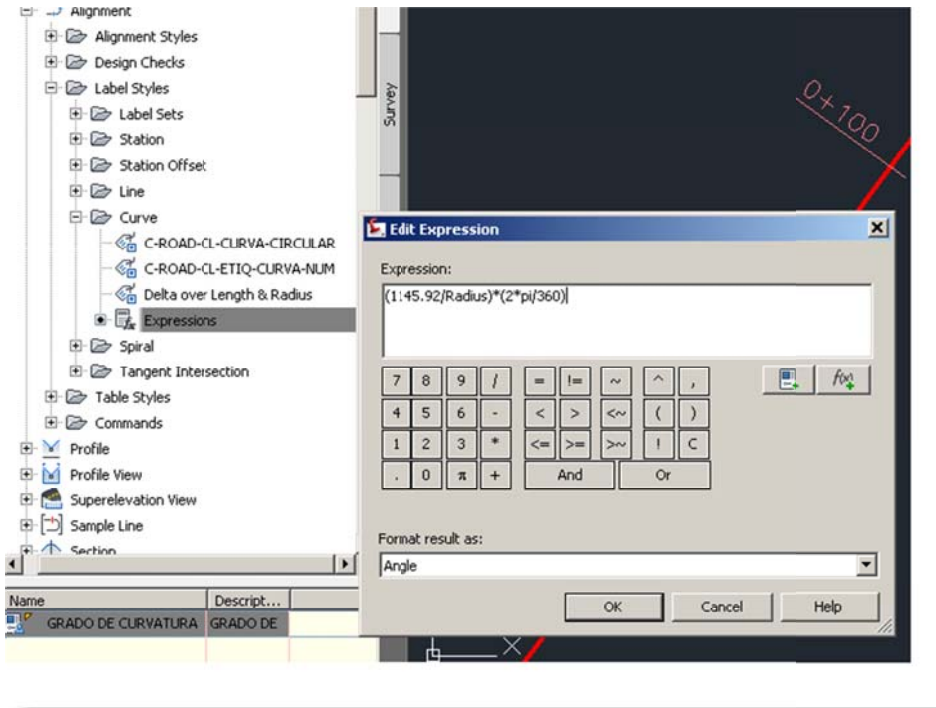 Alignment
Alignment Styles
Design Checks
Label Styles
Label Sets
Station
Station Offset
Line
Curve
C-ROAD-CL-CURVA-CIRCULAR
C-ROAD-CL-ETIQ-CURVA-NUM
Delta over Length & Radius
Expressions
Spiral
Tangent Intersection
Table Styles
Commands
Profile
Profile View
Superelevation View
Sample Line
Section
Name Descript...
GRADO DE CURVATURA GRADO DE
Survey
0+100
Edit Expression
Expression:
(1145.92/Radius)*(2*pi/360)
7 8 9 / = != ~ ^ ,
4 5 6 - < > <~ ( )
1 2 3 * <= >= >~ ! C
. 0 π + And Or
f(x)
Format result as:
Angle
OK Cancel Help
X